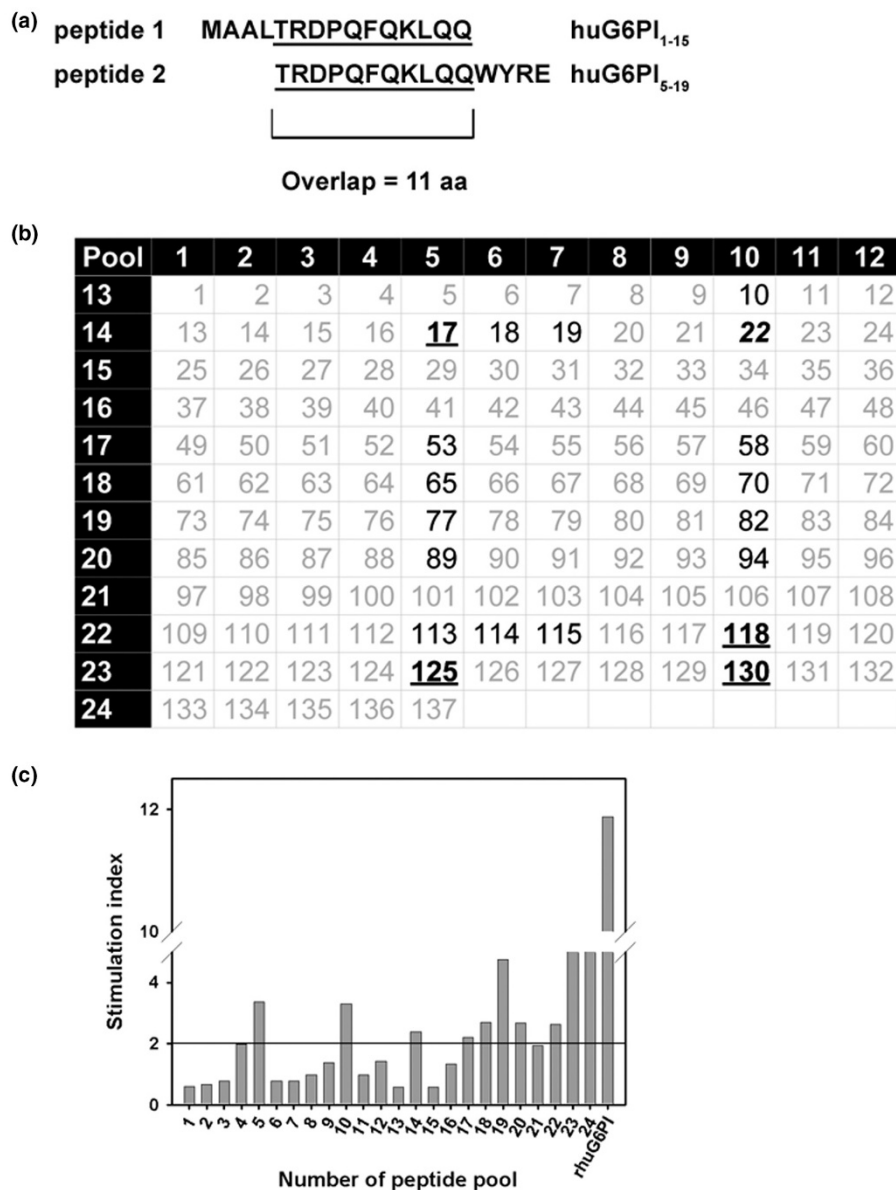 (a)
peptide 1 MAALTRDPQFQKLQQ huG6PI1-15
peptide 2 TRDPQFQKLQQWYRE huG6PI5-19
Overlap = 11 aa
(b)
Pool 1 2 3 4 5 6 7 8 9 10 11 12
13 1 2 3 4 5 6 7 8 9 10 11 12
14 13 14 15 16 17 18 19 20 21 22 23 24
15 25 26 27 28 29 30 31 32 33 34 35 36
16 37 38 39 40 41 42 43 44 45 46 47 48
17 49 50 51 52 53 54 55 56 57 58 59 60
18 61 62 63 64 65 66 67 68 69 70 71 72
19 73 74 75 76 77 78 79 80 81 82 83 84
20 85 86 87 88 89 90 91 92 93 94 95 96
21 97 98 99 100 101 102 103 104 105 106 107 108
22 109 110 111 112 113 114 115 116 117 118 119 120
23 121 122 123 124 125 126 127 128 129 130 131 132
24 133 134 135 136 137
(c)
12
10
4
2
0
Stimulation index
1 2 3 4 5 6 7 8 9 10 11 12 13 14 15 16 17 18 19 20 21 22 23 24 rhuG6PI
Number of peptide pool